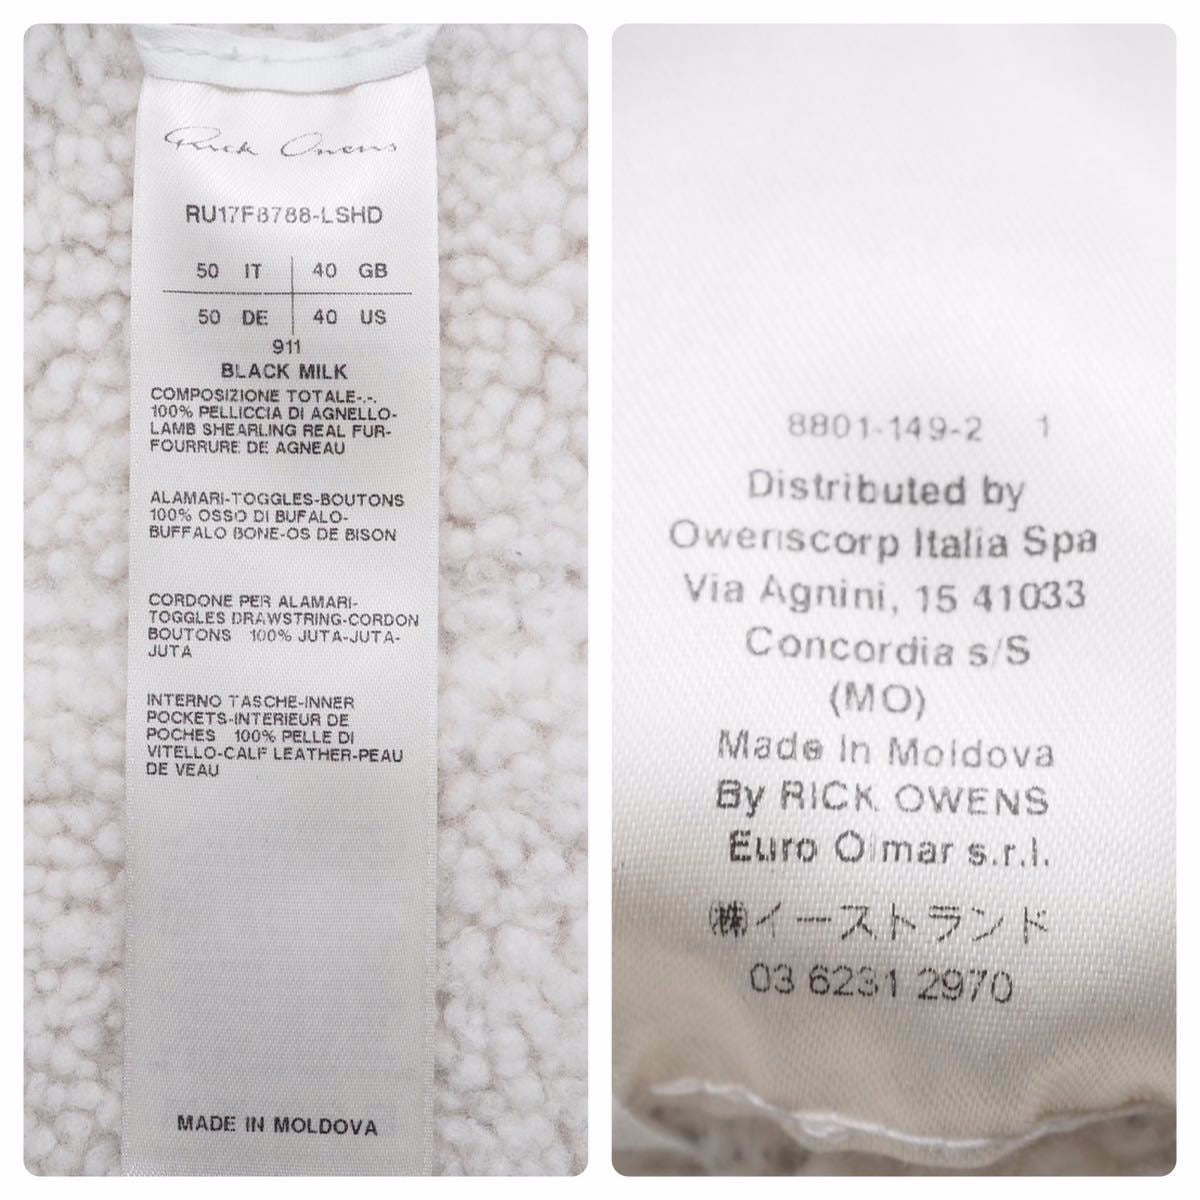 Rick Owens
RU17F8788-LSHD
50 IT 40 GB
50 DE 40 US
911
BLACK MILK
COMPOSIZIONE TOTALE-.-.
100% PELLICCIA DI AGNELLO-
LAMB SHEARLING REAL FUR-
FOURRURE DE AGNEAU
ALAMARI-TOGGLES-BOUTONS
100% OSSO DI BUFALO-
BUFFALO BONE-OS DE BISON
CORDONE PER ALAMARI-
TOGGLES DRAWSTRING-CORDON
BOUTONS 100% JUTA-JUTA-
JUTA
INTERNO TASCHE-INNER
POCKETS-INTERIEUR DE
POCHES 100% PELLE DI
VITELLO-CALF LEATHER-PEAU
DE VEAU
MADE IN MOLDOVA
8801-149-2 1
Distributed by
Owenscorp Italia Spa
Via Agnini, 15 41033
Concordia s/S
(MO)
Made In Moldova
By RICK OWENS
Euro Olmar s.r.l.
㈱イーストランド
03 6231 2970